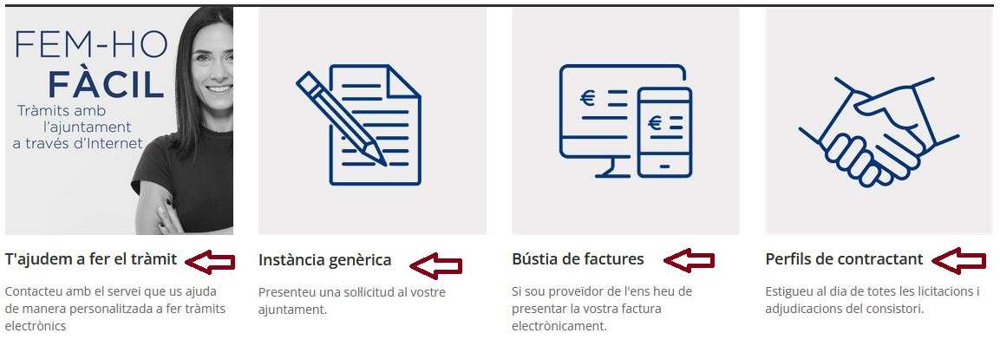 FEM-HO
FÀCIL
Tràmits amb
l'ajuntament
a través d'Internet
€
€
T'ajudem a fer el tràmit
Contacteu amb el servei que us ajuda
de manera personalitzada a fer tràmits
electrònics
Instància genèrica
Presenteu una sol·licitud al vostre
ajuntament.
Bústia de factures
Si sou proveïdor de l'ens heu de
presentar la vostra factura
electrònicament.
Perfils de contractant
Estigueu al dia de totes les licitacions i
adjudicacions del consistori.